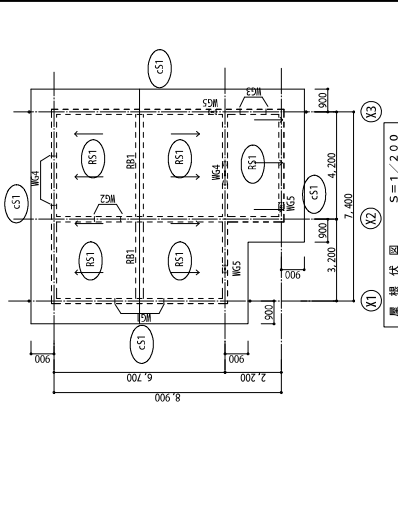 cS1
900
WG3
WG5
X3
cS1
WG4
RS1
RS1
RB1
WG4
RS1
4,200
7,400
WG2
cS1
WG5
X2
900
RS1
RS1
RB1
WG5
3,200
900
900
X1
cS1
900
900
6,700
2,200
8,900
屋根伏図 S=1/200